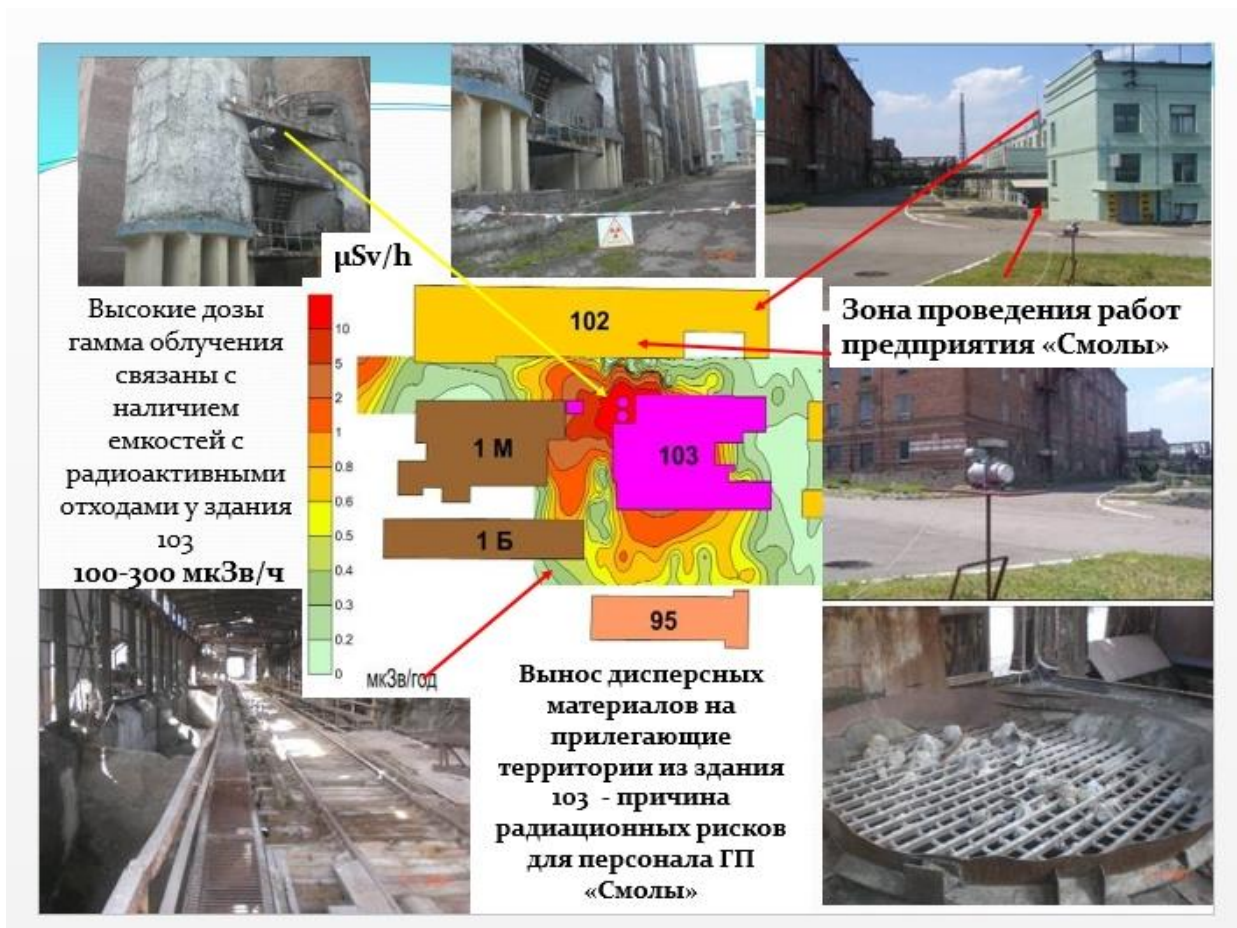 µSv/h
Высокие дозы
гамма облучения
связаны с
наличием
емкостей с
радиоактивными
отходами у здания
103
100-300 мкЗв/ч
10
5
2
1
0.8
0.6
0.5
0.4
0.3
0.2
0
мкЗв/год
102
1 М
103
1 Б
95
Зона проведения работ
предприятия «Смолы»
Вынос дисперсных
материалов на
прилегающие
территории из здания
103 - причина
радиационных рисков
для персонала ГП
«Смолы»